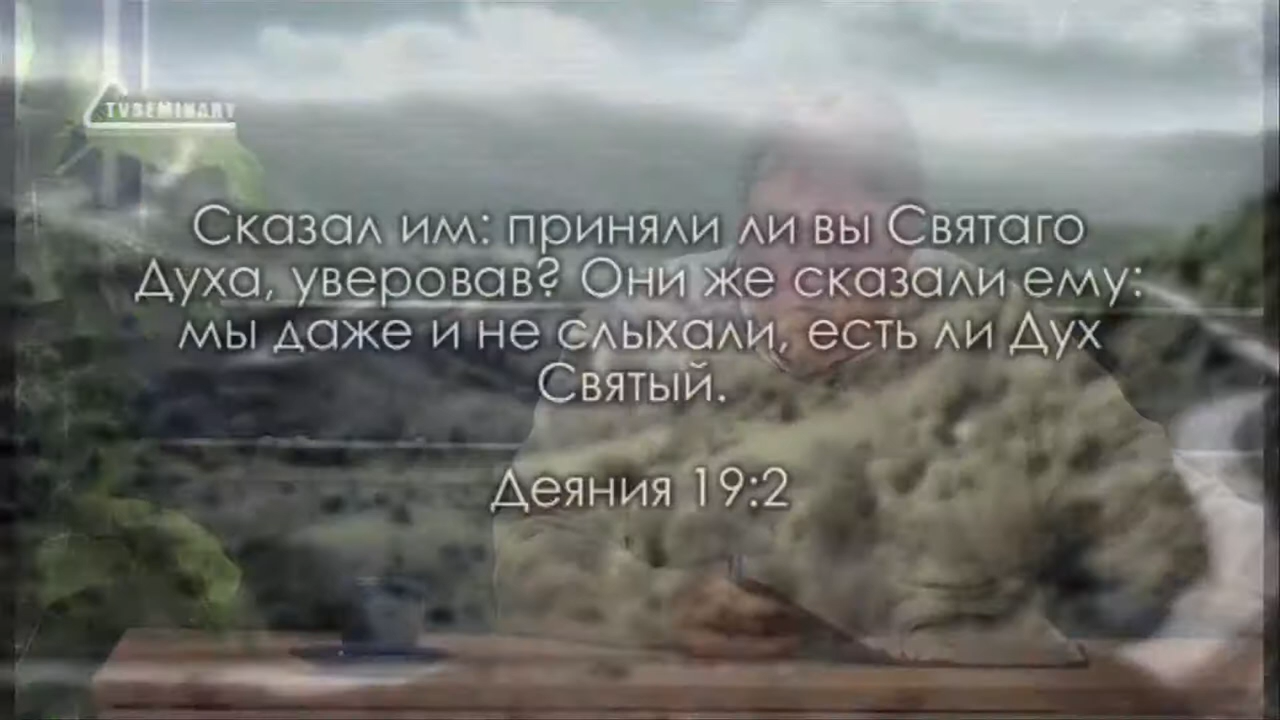 TVSEMINARY
Сказал им: приняли ли вы Святаго
Духа, уверовав? Они же сказали ему:
мы даже и не слыхали, есть ли Дух
Святый.
Деяния 19:2